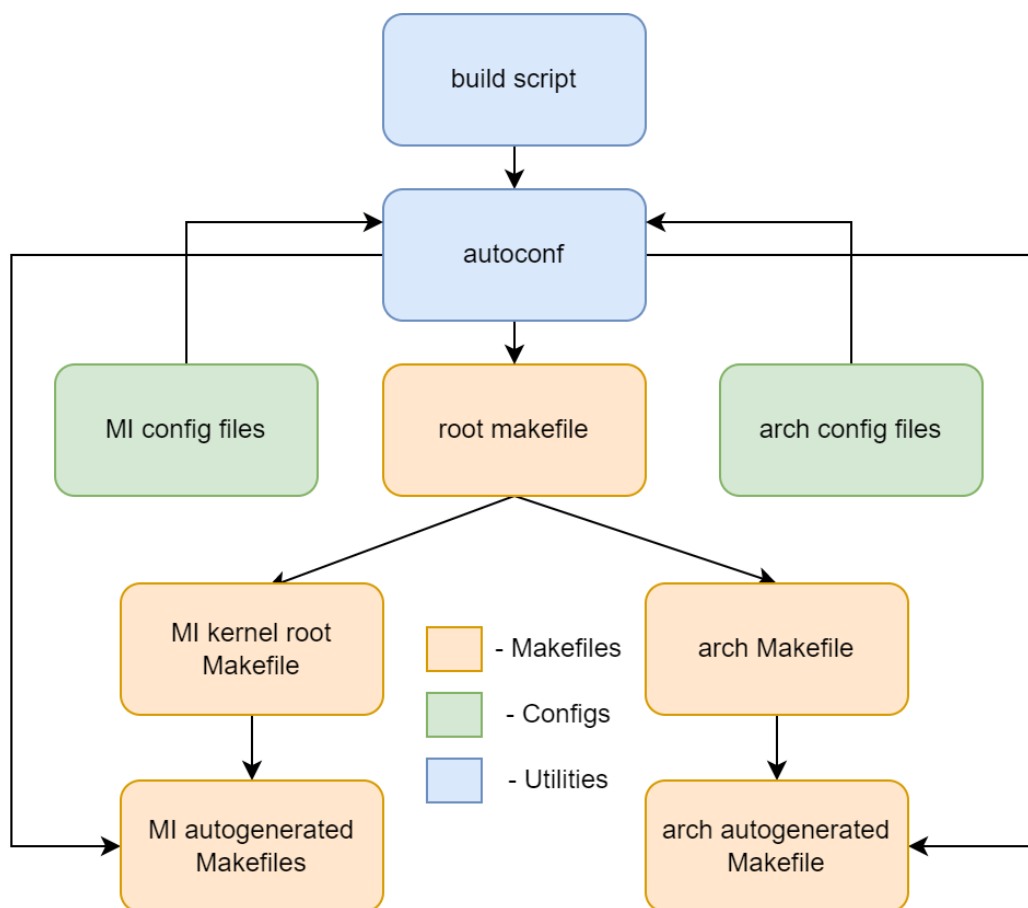 build script
autoconf
MI config files
root makefile
arch config files
MI kernel root
Makefile
- Makefiles
arch Makefile
- Configs
- Utilities
MI autogenerated
Makefiles
arch autogenerated
Makefile